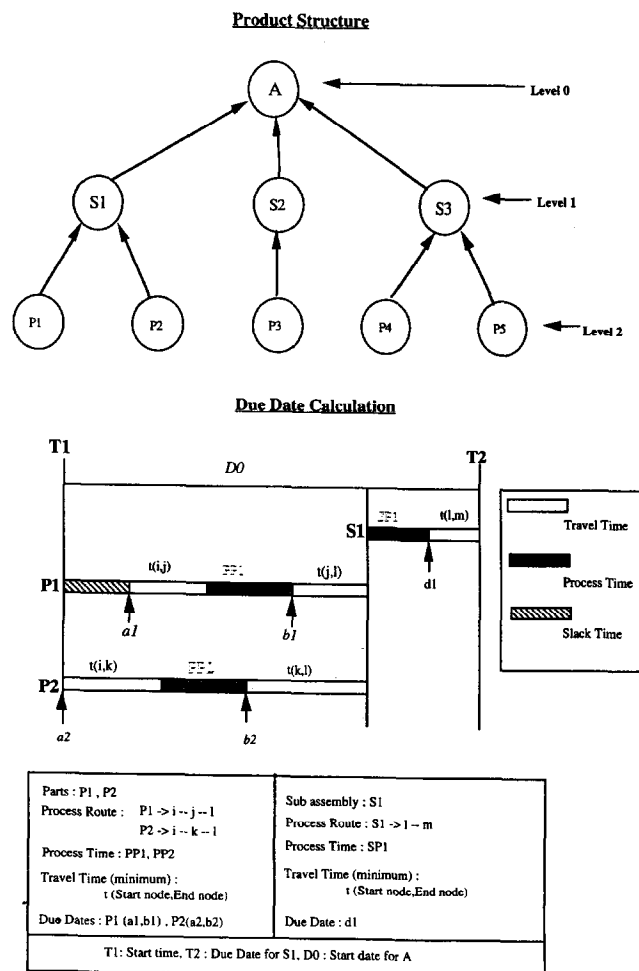 Product Structure
A
Level 0
S1
S2
S3
Level 1
P1
P2
P3
P4
P5
Level 2
Due Date Calculation
T1
D0
T2
S1
t(l,m)
d1
Travel Time
Process Time
Slack Time
P1
t(i,j)
PP1
t(j,l)
a1
b1
P2
t(i,k)
t(k,l)
a2
b2
Parts : P1 , P2
Process Route : P1 -> i -- j -- l
P2 -> i -- k -- l
Process Time : PP1, PP2
Travel Time (minimum) :
t (Start node,End node)
Due Dates : P1 (a1,b1) , P2(a2,b2)
Sub assembly : S1
Process Route : S1 -> l -- m
Process Time : SP1
Travel Time (minimum) :
t (Start node,End node)
Due Date : d1
T1: Start time, T2 : Due Date for S1, D0 : Start date for A